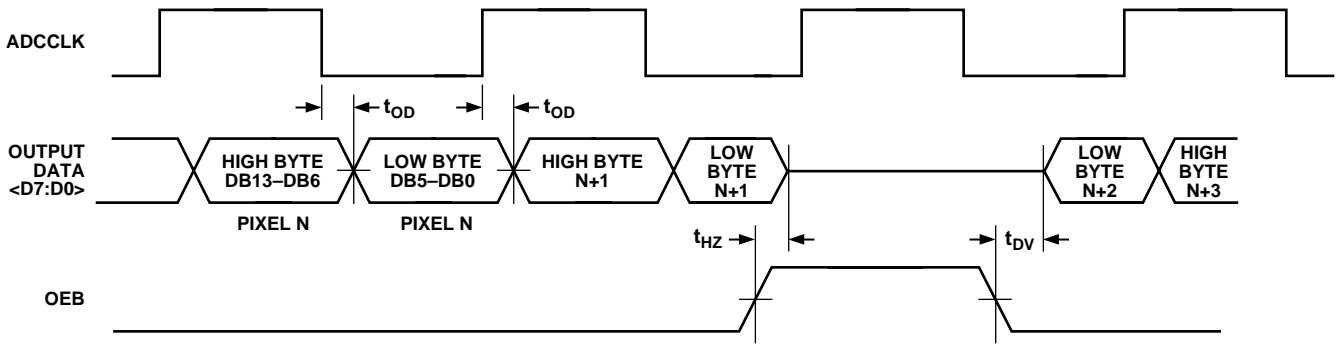 ADCCLK
t_OD
t_OD
OUTPUT
DATA
<D7:D0>
HIGH BYTE
DB13–DB6
LOW BYTE
DB5–DB0
HIGH BYTE
N+1
LOW
BYTE
N+1
LOW
BYTE
N+2
HIGH
BYTE
N+3
PIXEL N
PIXEL N
t_HZ
t_DV
OEB